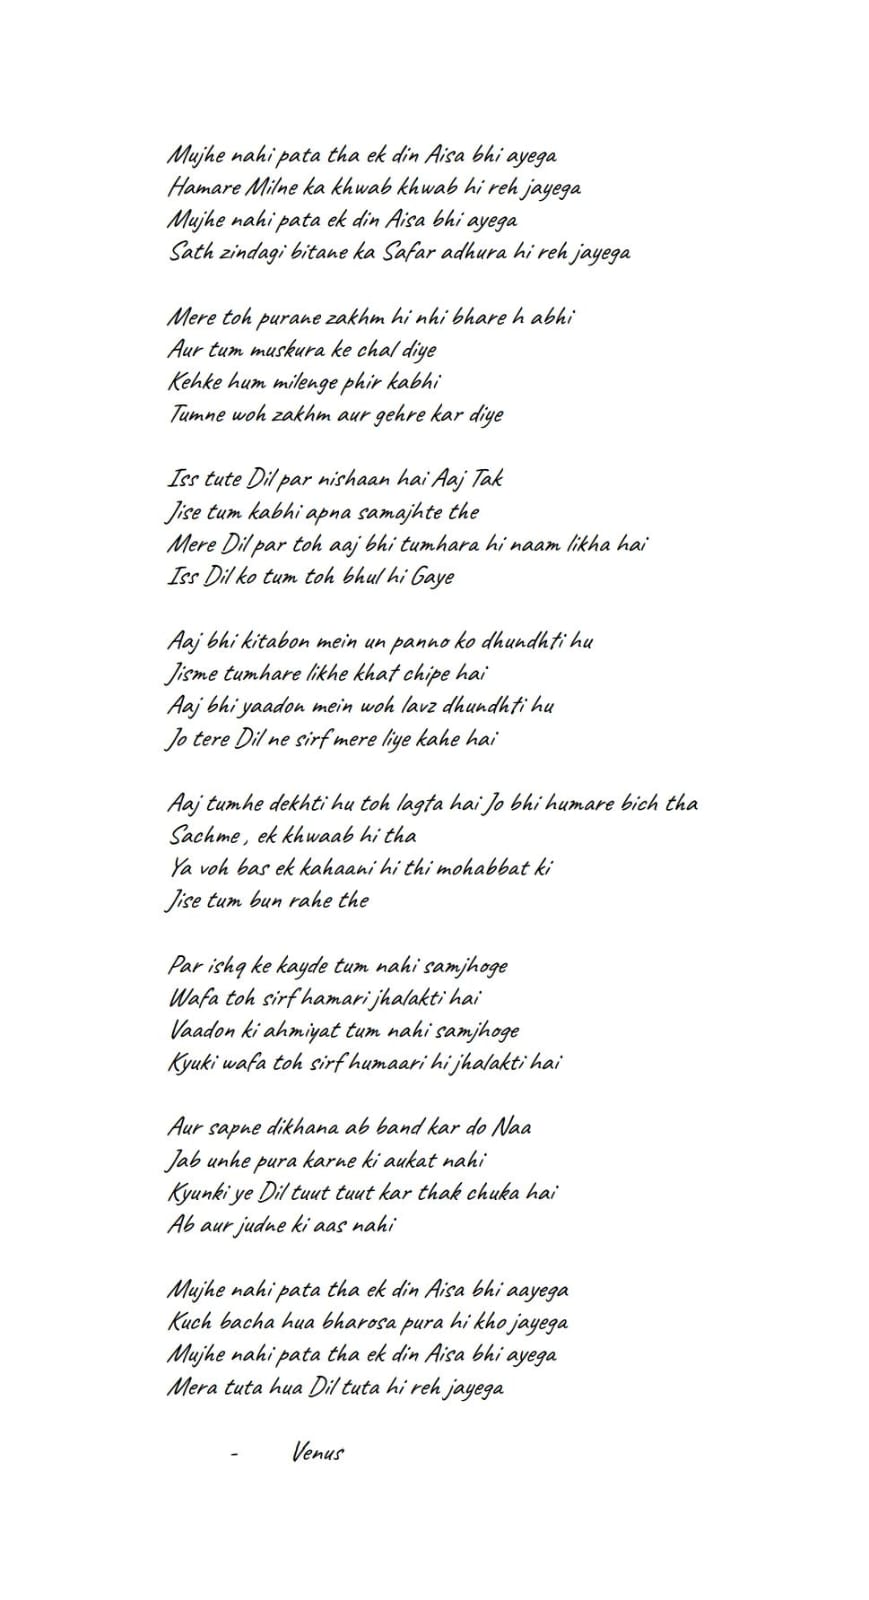 Mujhe nahi pata tha ek din Aisa bhi ayega
Hamare Milne ka khwab khwab hi reh jayega
Mujhe nahi pata ek din Aisa bhi ayega
Sath zindagi bitane ka Safar adhura hi reh jayega
Mere toh purane zakhm hi nhi bhare h abhi
Aur tum muskura ke chal diye
Kehke hum milenge phir kabhi
Tumne woh zakhm aur gehre kar diye
Iss tute Dil par nishaan hai Aaj Tak
Jise tum kabhi apna samajhte the
Mere Dil par toh aaj bhi tumhara hi naam likha hai
Iss Dil ko tum toh bhul hi Gaye
Aaj bhi kitabon mein un panno ko dhundhti hu
Jisme tumhare likhe khat chipe hai
Aaj bhi yaadon mein woh lavz dhundhti hu
Jo tere Dil ne sirf mere liye kahe hai
Aaj tumhe dekhti hu toh lagta hai Jo bhi humare bich tha
Sachme , ek khwaab hi tha
Ya voh bas ek kahaani hi thi mohabbat ki
Jise tum bun rahe the
Par ishq ke kayde tum nahi samjhoge
Wafa toh sirf hamari jhalakti hai
Vaadon ki ahmiyat tum nahi samjhoge
Kyuki wafa toh sirf humaari hi jhalakti hai
Aur sapne dikhana ab band kar do Naa
Jab unhe pura karne ki aukat nahi
Kyunki ye Dil tuut tuut kar thak chuka hai
Ab aur judne ki aas nahi
Mujhe nahi pata tha ek din Aisa bhi aayega
Kuch bacha hua bharosa pura hi kho jayega
Mujhe nahi pata tha ek din Aisa bhi ayega
Mera tuta hua Dil tuta hi reh jayega
- Venus